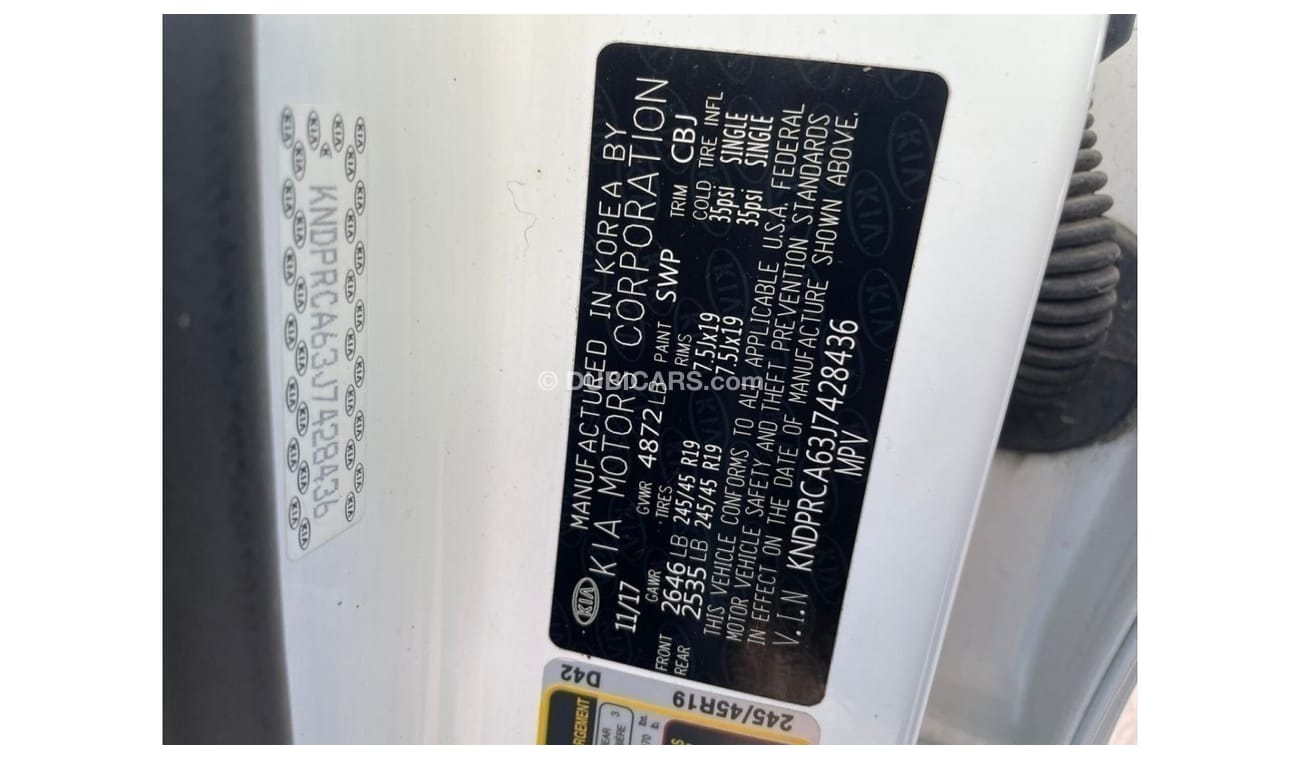 KNDPRCA63J7428436
KIA
MANUFACTURED IN KOREA BY
KIA MOTORS CORPORATION
11/17 GVWR 4872 LB PAINT SWP TRIM CBJ
GAWR TIRES RIMS COLD TIRE INFL
FRONT 2646 LB 245/45 R19 7.5Jx19 35psi SINGLE
REAR 2535 LB 245/45 R19 7.5Jx19 35psi SINGLE
THIS VEHICLE CONFORMS TO ALL APPLICABLE U.S.A. FEDERAL
MOTOR VEHICLE SAFETY AND THEFT PREVENTION STANDARDS
IN EFFECT ON THE DATE OF MANUFACTURE SHOWN ABOVE.
V.I.N KNDPRCA63J7428436
MPV
D42
245/45R19
© DUBICARS.com